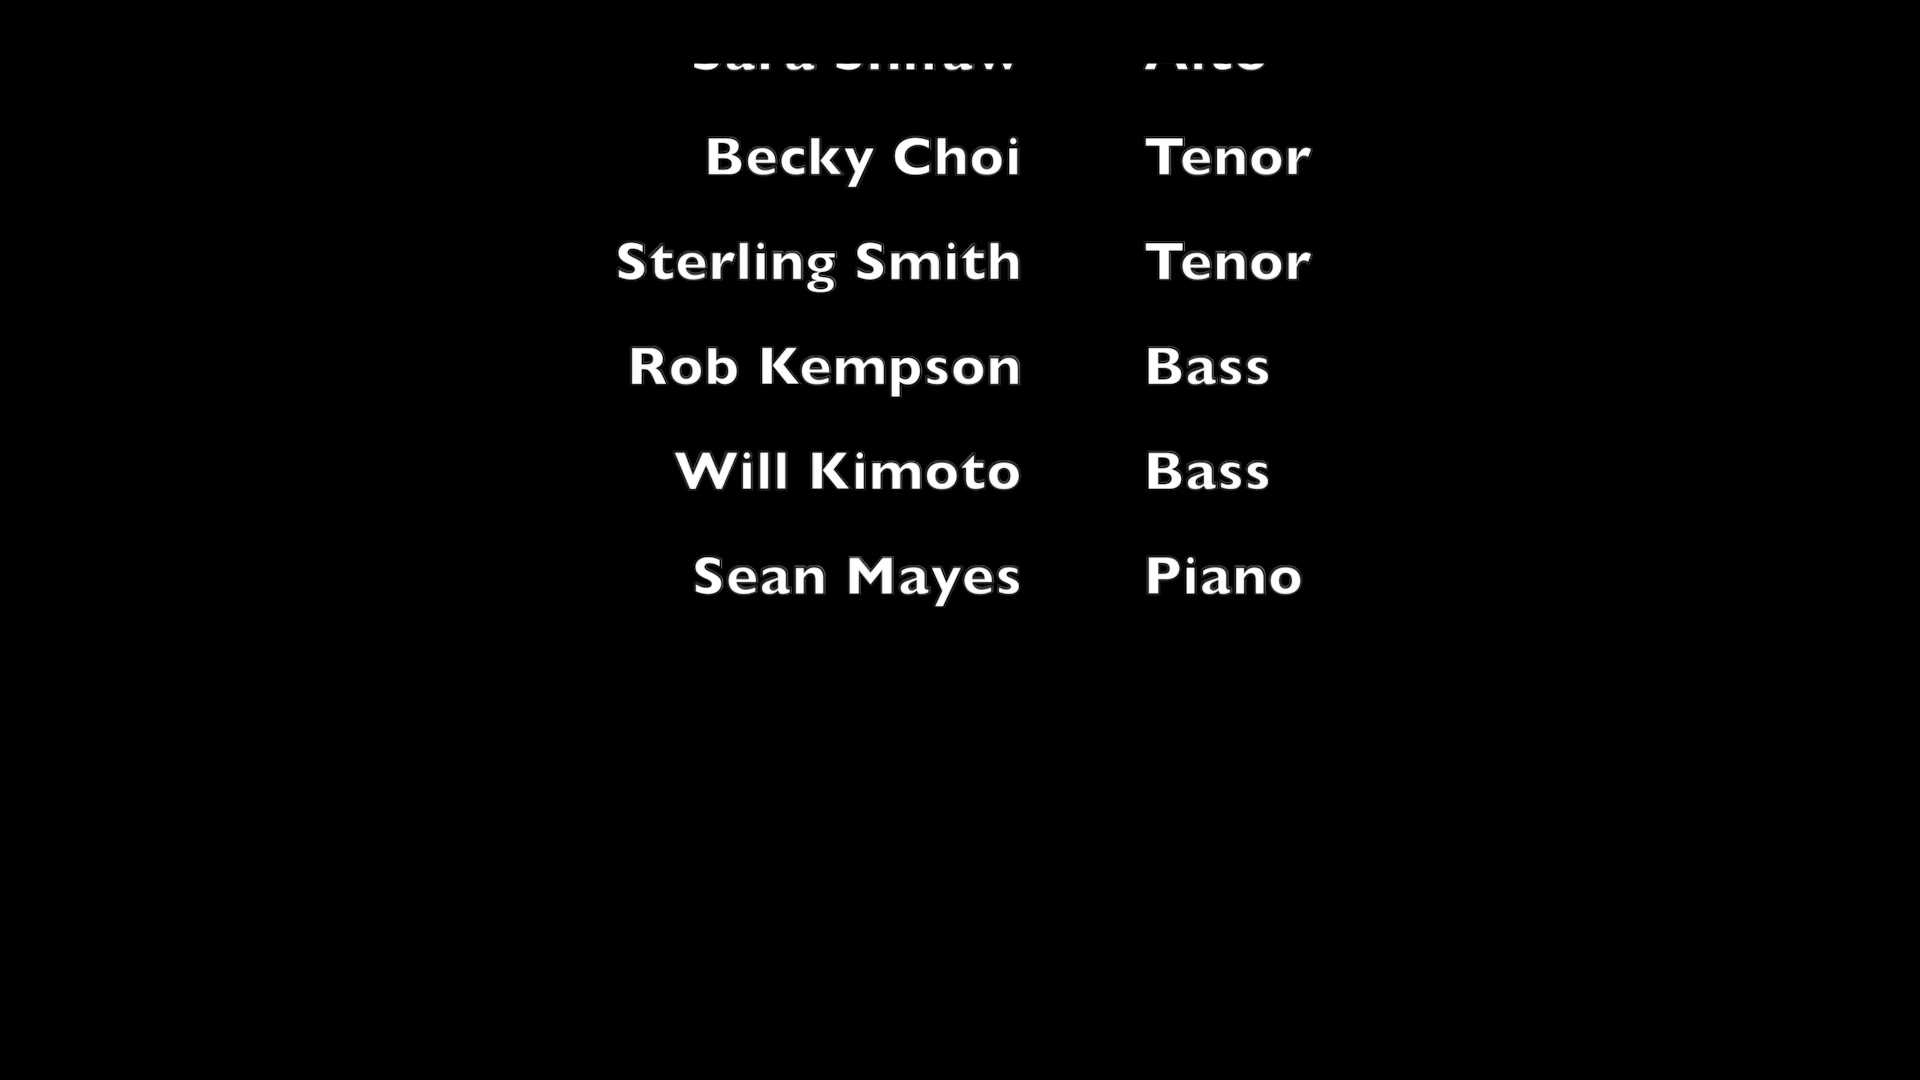 Becky Choi Tenor
Sterling Smith Tenor
Rob Kempson Bass
Will Kimoto Bass
Sean Mayes Piano